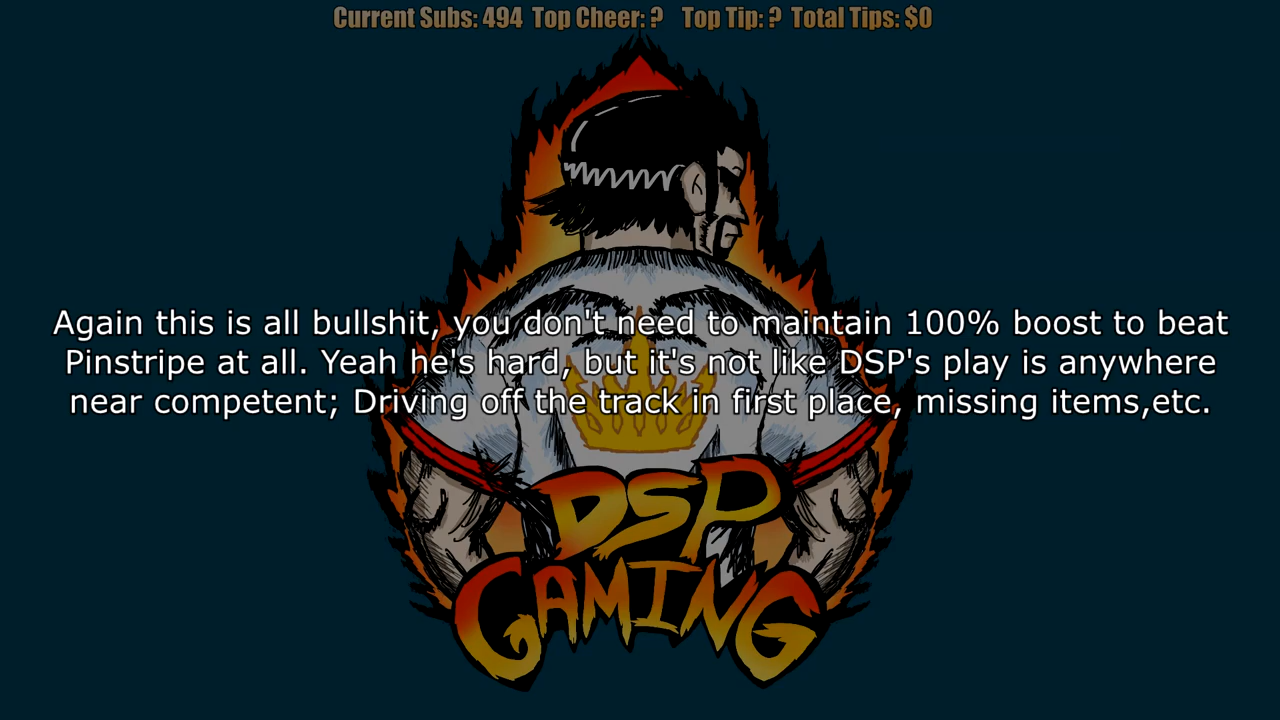 Current Subs: 494 Top Cheer: ? Top Tip: ? Total Tips: $0
Again this is all bullshit, you don't need to maintain 100% boost to beat
Pinstripe at all. Yeah he's hard, but it's not like DSP's play is anywhere
near competent; Driving off the track in first place, missing items,etc.
DSP
GAMING